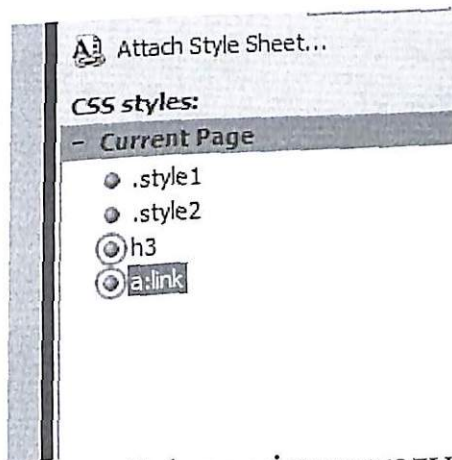 Attach Style Sheet...
CSS styles:
- Current Page
.style1
.style2
h3
a:link